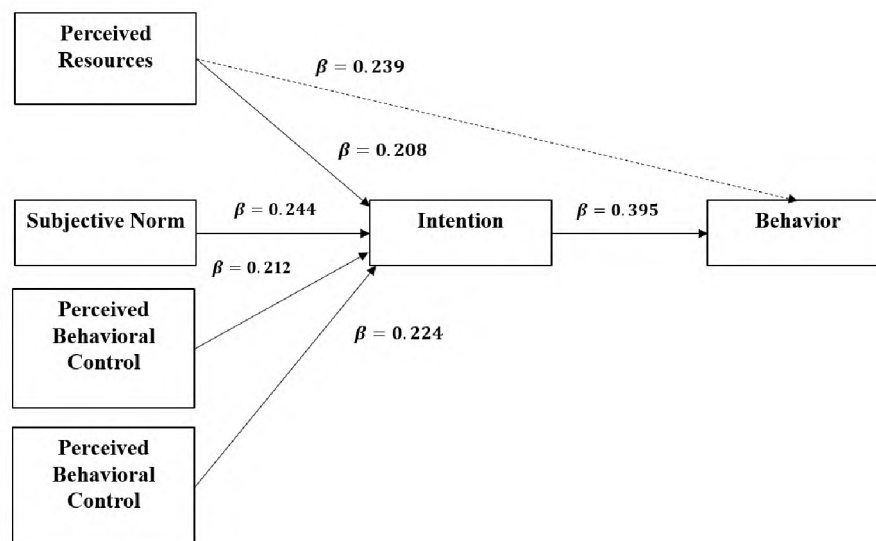 Perceived
Resources
β = 0.239
β = 0.208
Subjective Norm
β = 0.244
Intention
β = 0.395
Behavior
β = 0.212
Perceived
Behavioral
Control
β = 0.224
Perceived
Behavioral
Control